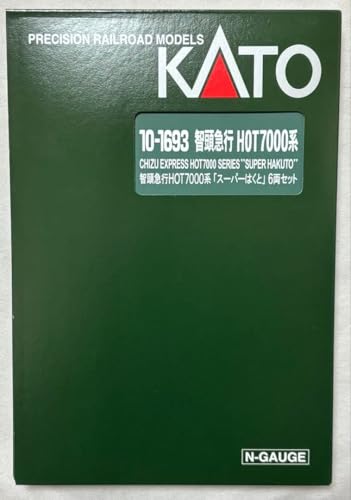 PRECISION RAILROAD MODELS
KATO
10-1693 智頭急行 HOT7000系
CHIZU EXPRESS HOT7000 SERIES "SUPER HAKUTO"
智頭急行HOT7000系「スーパーはくと」6両セット
N-GAUGE